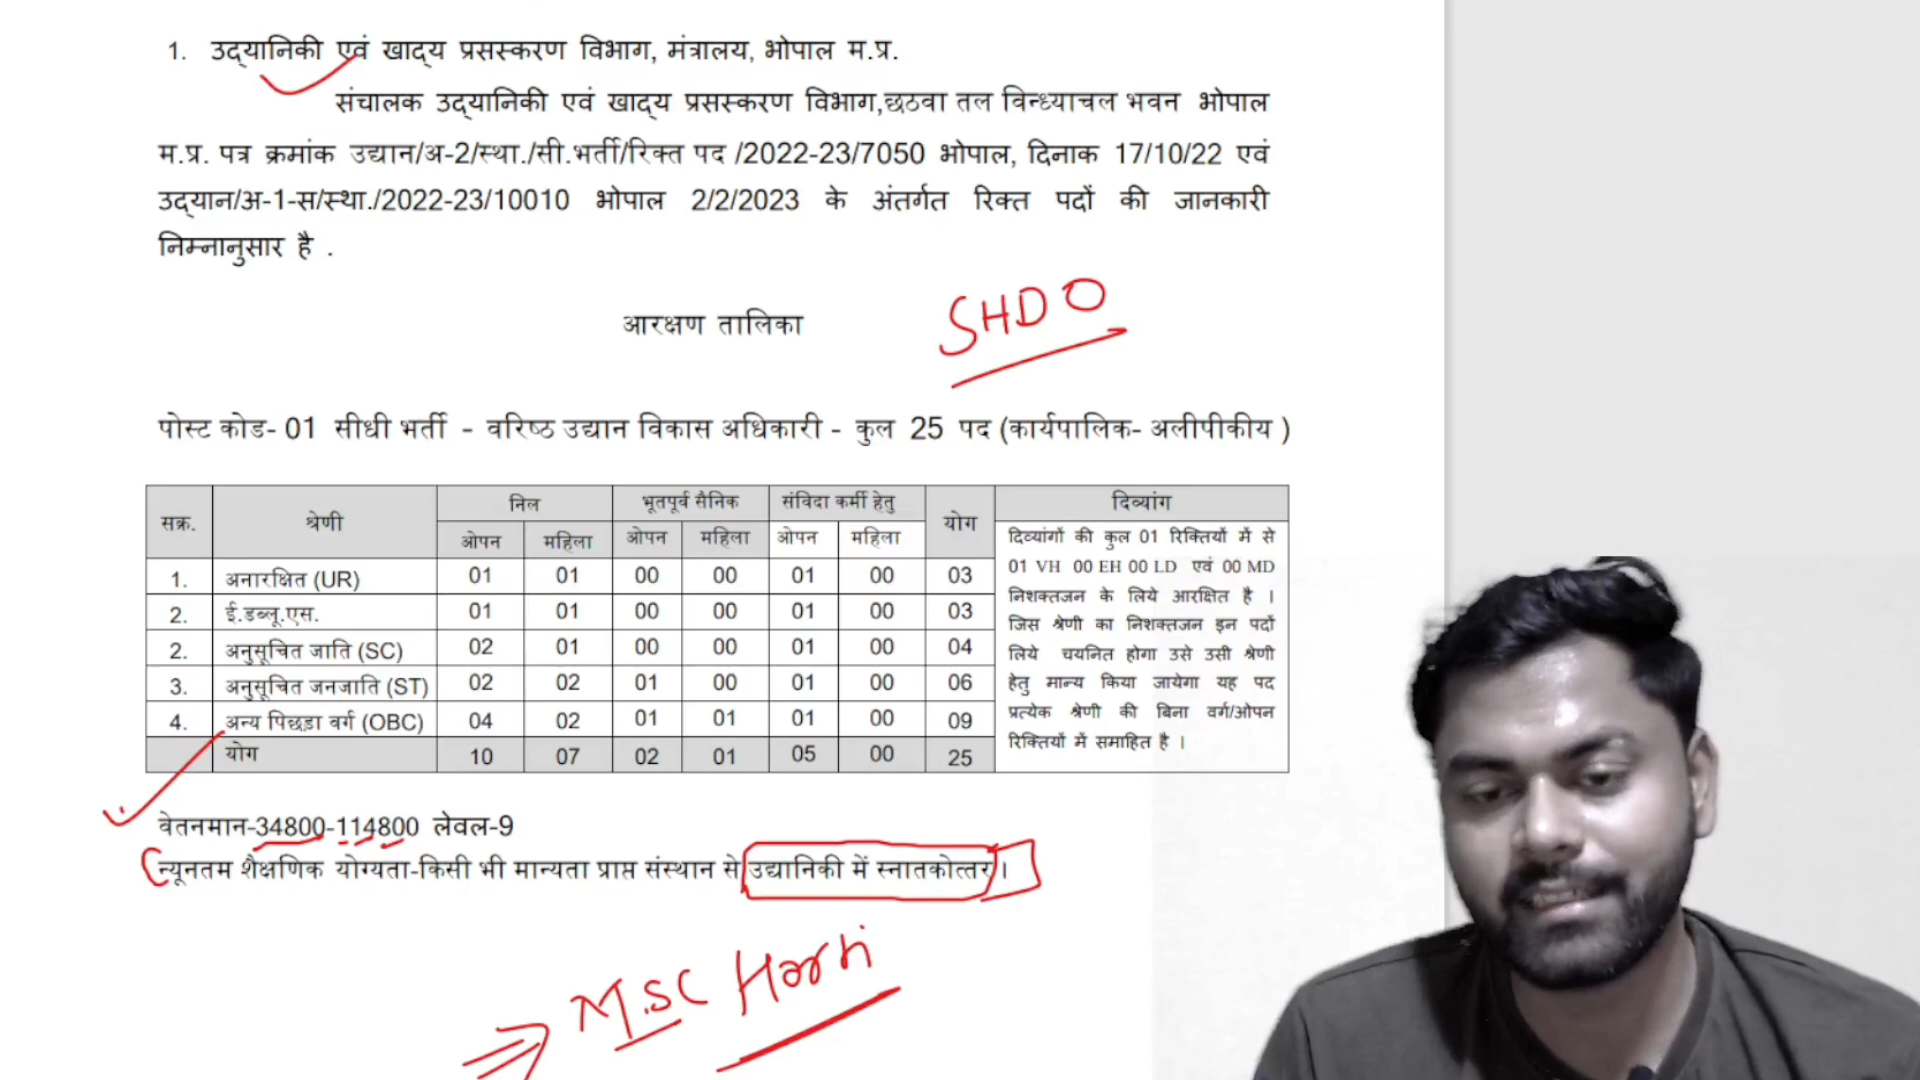 1. उद्यानिकी एवं खाद्य प्रसस्करण विभाग, मंत्रालय, भोपाल म.प्र.
संचालक उद्यानिकी एवं खाद्य प्रसस्करण विभाग,छठवा तल विन्ध्याचल भवन भोपाल
म.प्र. पत्र क्रमांक उद्यान/अ-2/स्था./सी.भर्ती/रिक्त पद /2022-23/7050 भोपाल, दिनाक 17/10/22 एवं
उद्यान/अ-1-स/स्था./2022-23/10010 भोपाल 2/2/2023 के अंतर्गत रिक्त पदों की जानकारी
निम्नानुसार है .
SHDO
आरक्षण तालिका
पोस्ट कोड- 01 सीधी भर्ती - वरिष्ठ उद्यान विकास अधिकारी - कुल 25 पद (कार्यपालिक- अलीपीकीय )
सक्र. श्रेणी निल भूतपूर्व सैनिक संविदा कर्मी हेतु योग दिव्यांग
ओपन महिला ओपन महिला ओपन महिला
1. अनारक्षित (UR) 01 01 00 00 01 00 03
2. ई.डब्लू.एस. 01 01 00 00 01 00 03
2. अनुसूचित जाति (SC) 02 01 00 00 01 00 04
3. अनुसूचित जनजाति (ST) 02 02 01 00 01 00 06
4. अन्य पिछड़ा वर्ग (OBC) 04 02 01 01 01 00 09
योग 10 07 02 01 05 00 25
दिव्यांगों की कुल 01 रिक्तियों में से
01 VH 00 EH 00 LD एवं 00 MD
निशक्तजन के लिये आरक्षित है ।
जिस श्रेणी का निशक्तजन इन पदों
लिये चयनित होगा उसे उसी श्रेणी
हेतु मान्य किया जायेगा यह पद
प्रत्येक श्रेणी की बिना वर्ग/ओपन
रिक्तियों में समाहित है ।
वेतनमान-34800-114800 लेवल-9
न्यूनतम शैक्षणिक योग्यता-किसी भी मान्यता प्राप्त संस्थान से उद्यानिकी में स्नातकोत्तर ।
M.SC Horti